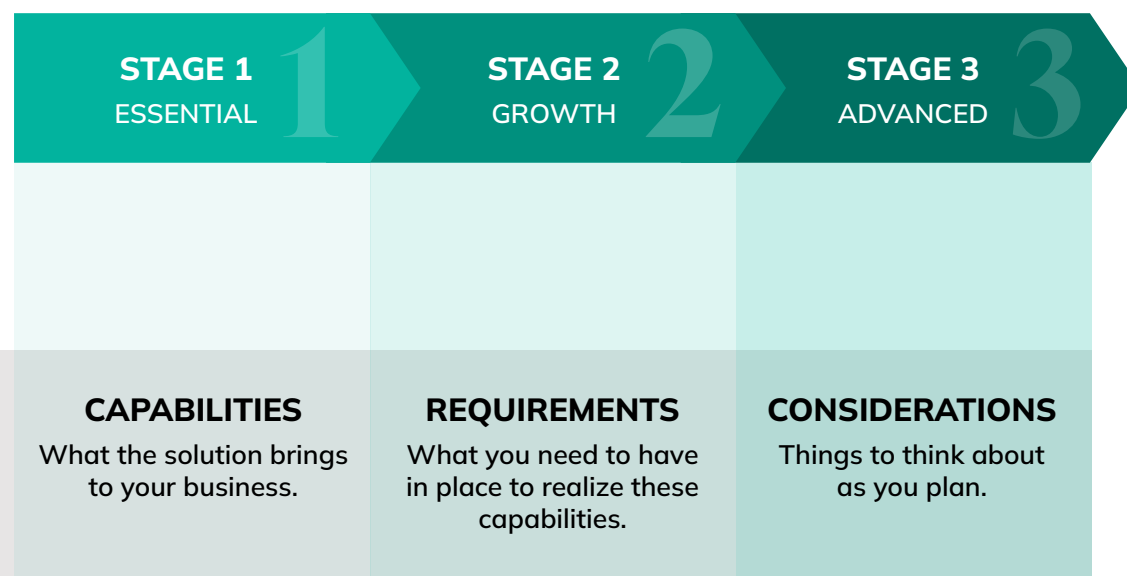 STAGE 1
ESSENTIAL
1
STAGE 2
GROWTH
2
STAGE 3
ADVANCED
3
CAPABILITIES
What the solution brings
to your business.
REQUIREMENTS
What you need to have
in place to realize these
capabilities.
CONSIDERATIONS
Things to think about
as you plan.